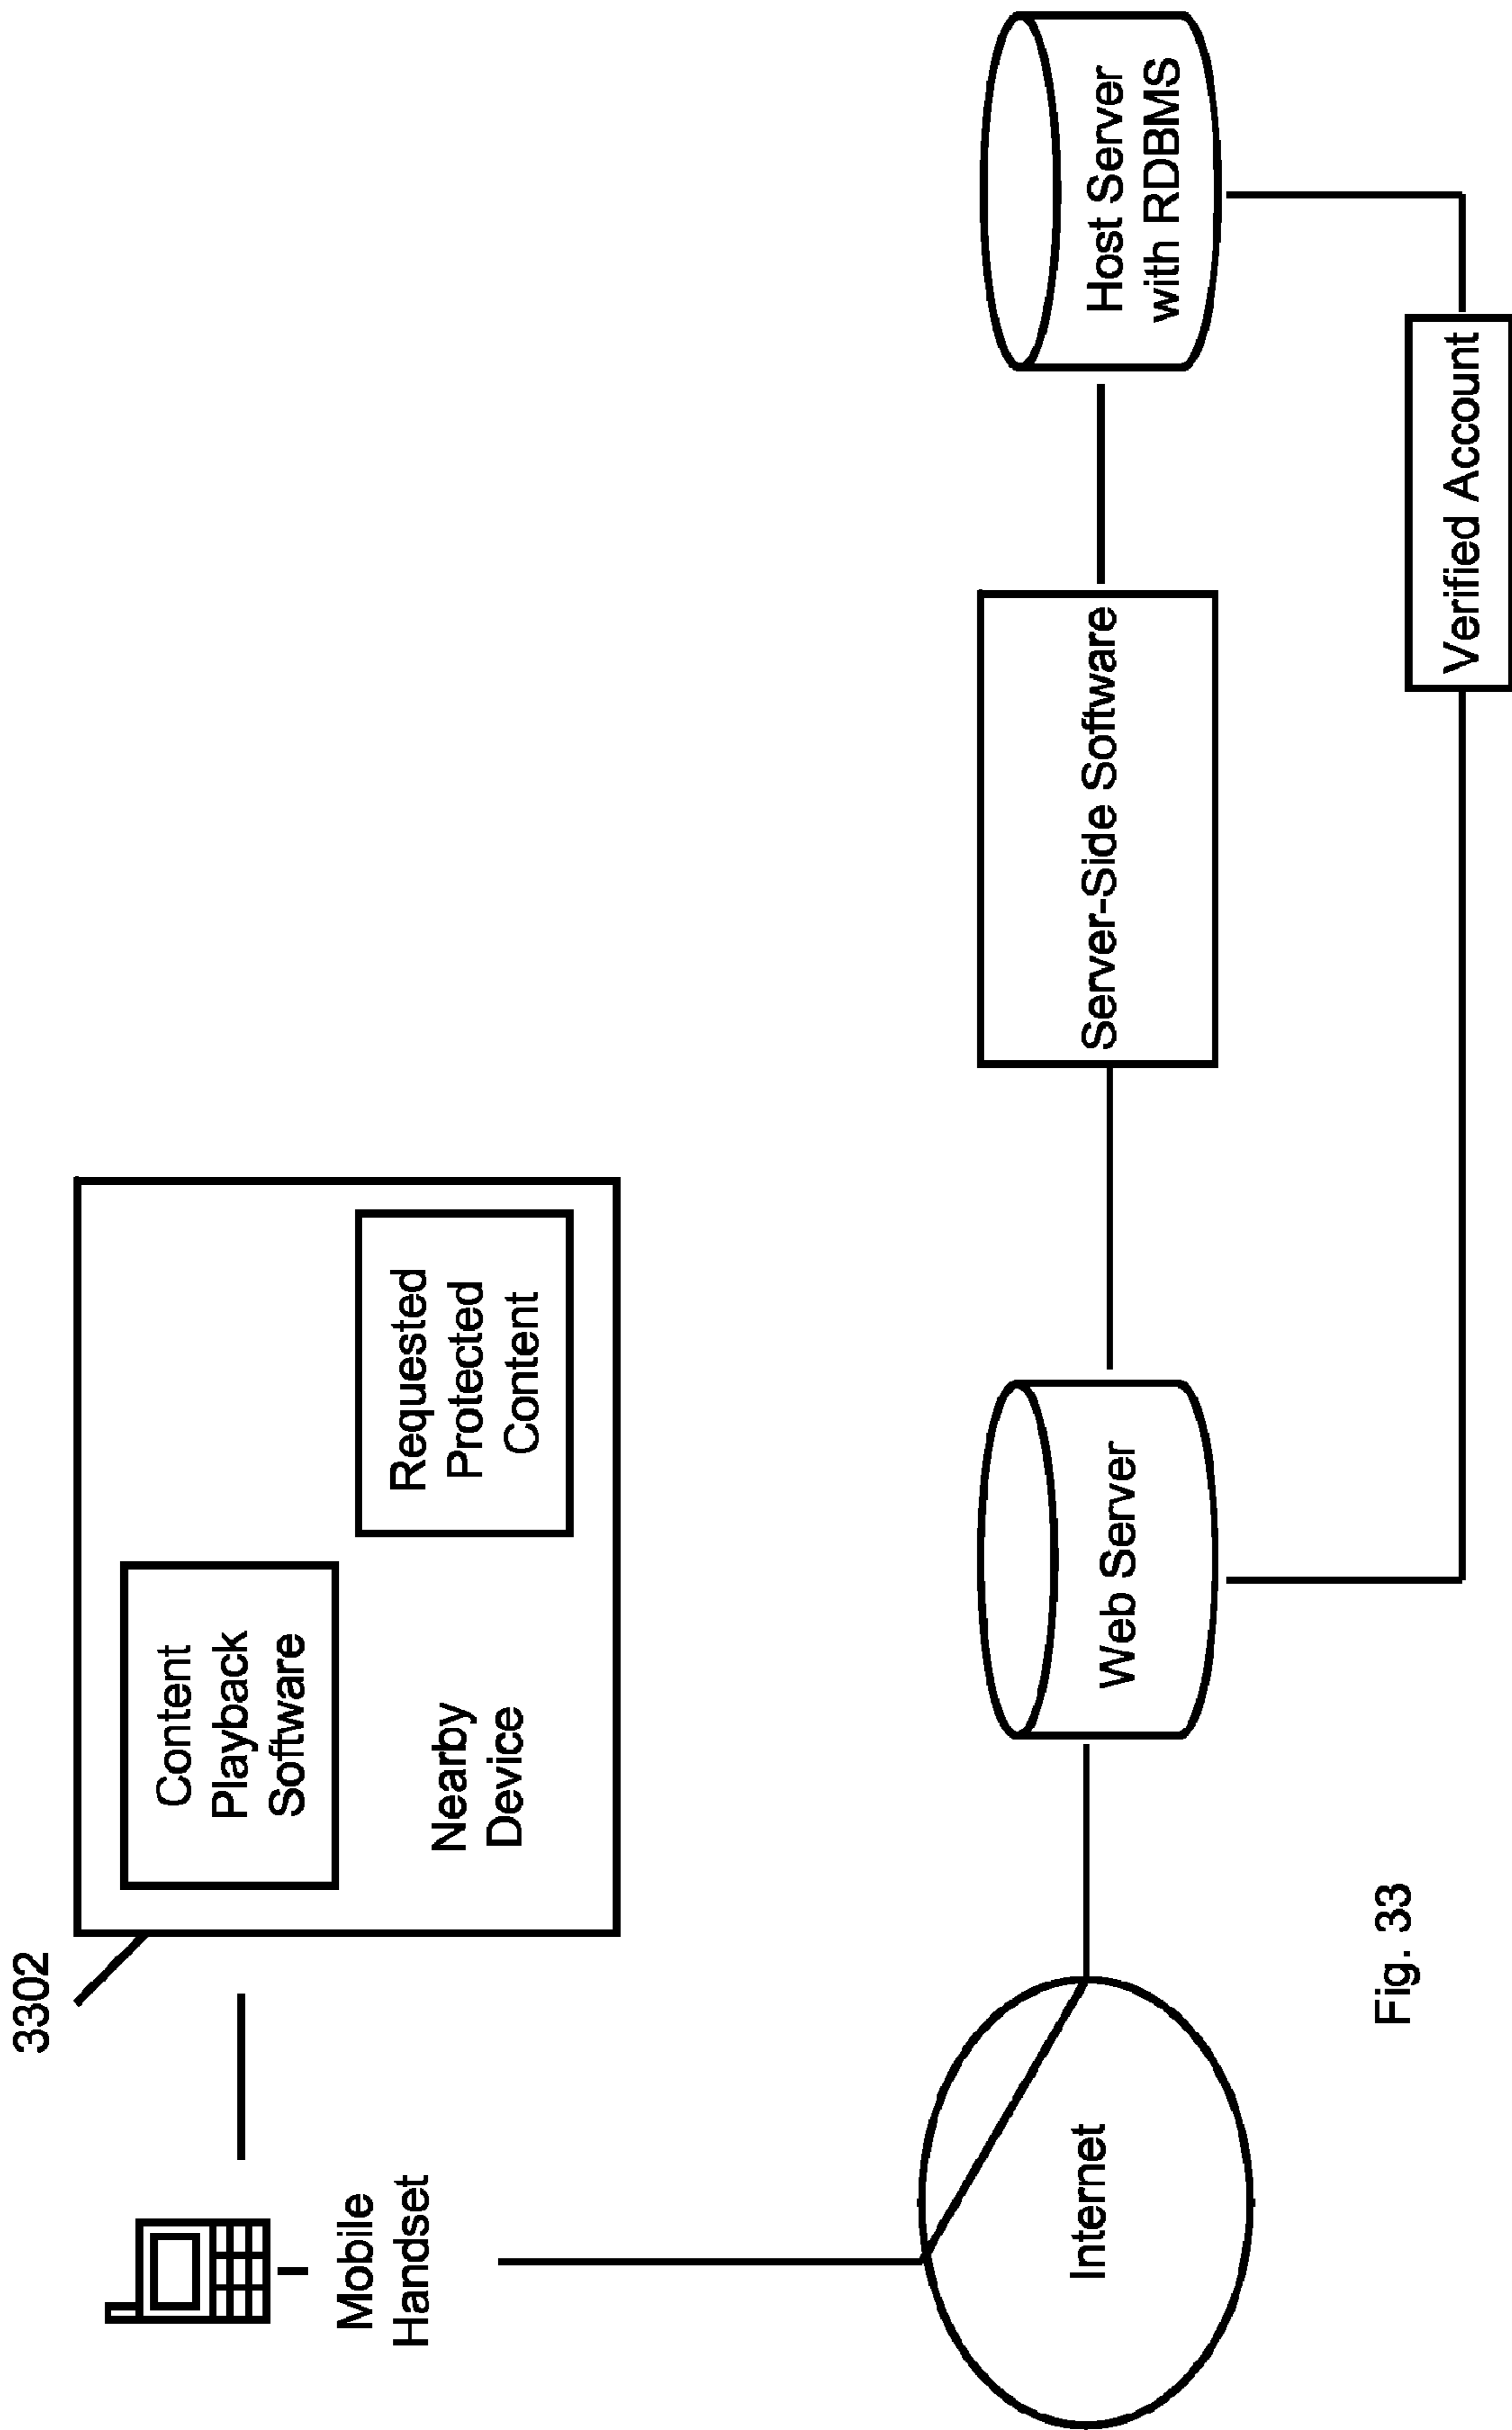 3302
Content
Playback
Software
Requested
Protected
Content
Nearby
Device
Mobile
Handset
Internet
Web Server
Server-Side Software
Host Server
with RDBMS
Verified Account
Fig. 33